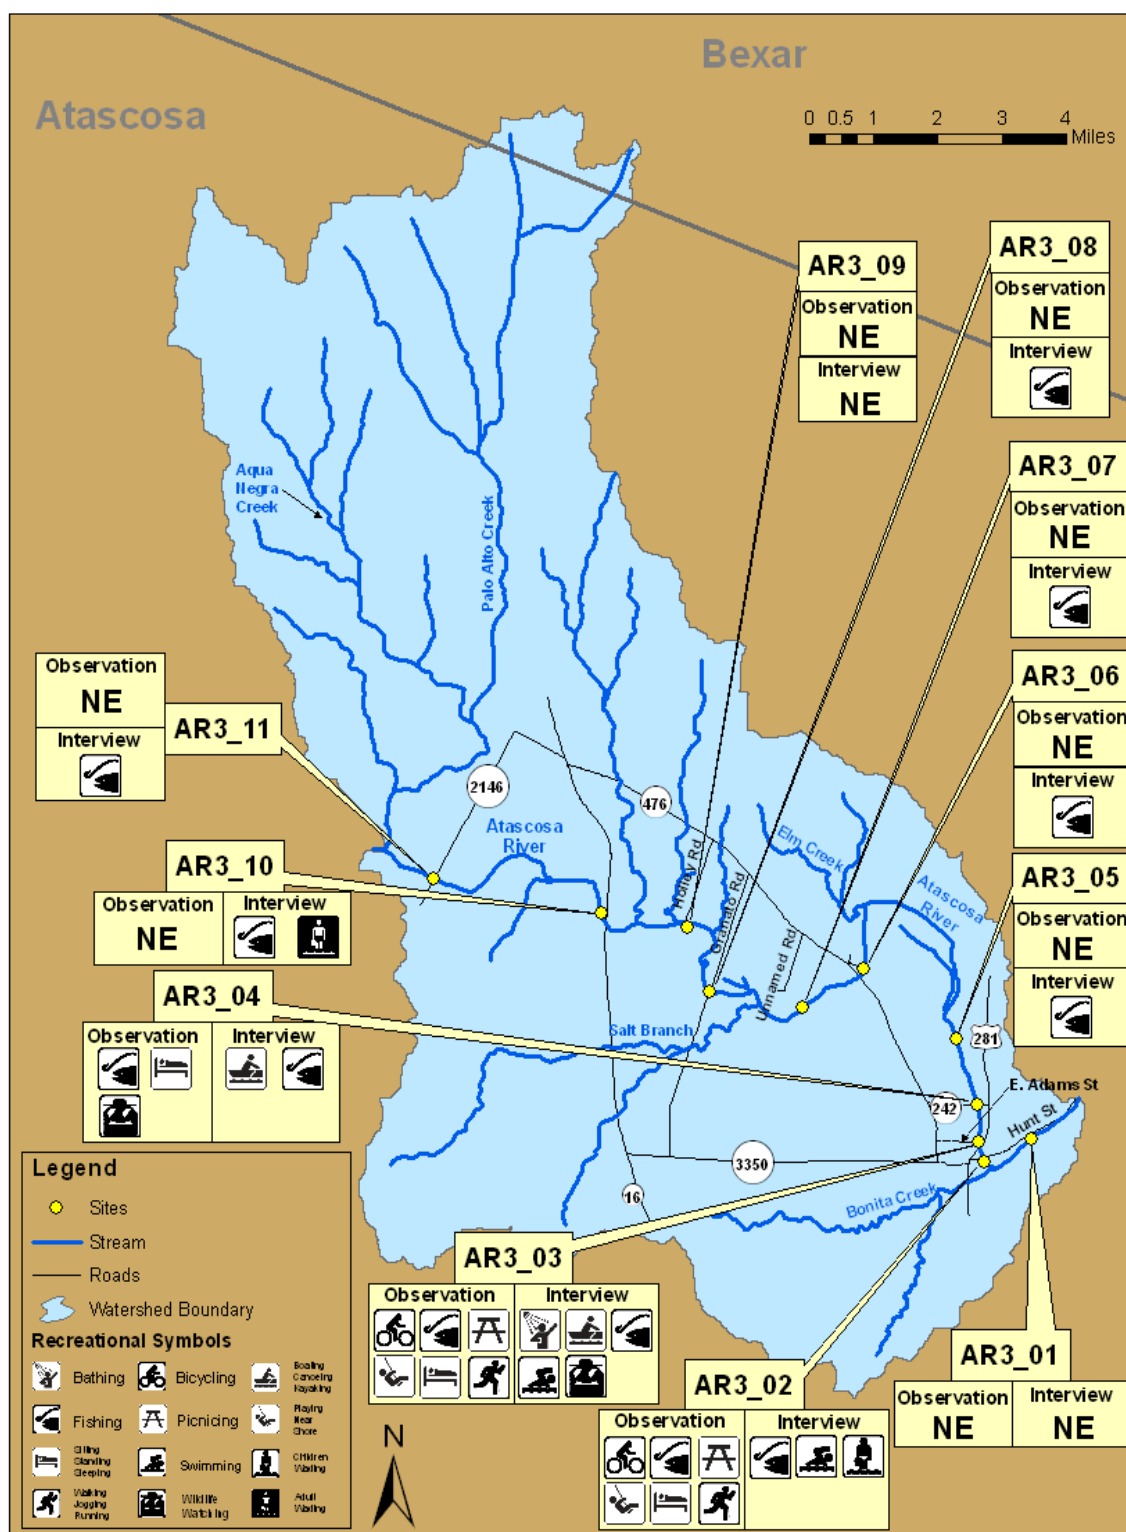 Bexar
Atascosa
0 0.5 1 2 3 4
Miles
AR3_09
Observation
NE
Interview
NE
AR3_08
Observation
NE
Interview
AR3_07
Observation
NE
Interview
AR3_06
Observation
NE
Interview
AR3_05
Observation
NE
Interview
Aqua
Negra
Creek
Palo Alto Creek
Observation
NE
Interview
AR3_11
2146
476
Atascosa
River
Holley Rd
Granato Rd
Unnamed Rd
Elm Creek
Atascosa
River
AR3_10
Observation
NE
Interview
AR3_04
Observation
Interview
Salt Branch
281
242
E. Adams St
Hunt St
3350
16
Bonita Creek
AR3_03
Observation
Interview
AR3_02
Observation
Interview
AR3_01
Observation
NE
Interview
NE
Legend
Sites
Stream
Roads
Watershed Boundary
Recreational Symbols
Bathing
Bicycling
Boating
Canoeing
Kayaking
Fishing
Picnicing
Playing
Near
Shore
Sitting
Standing
Sleeping
Swimming
Children
Wading
Walking
Jogging
Running
Wildlife
Watching
Adult
Wading
N